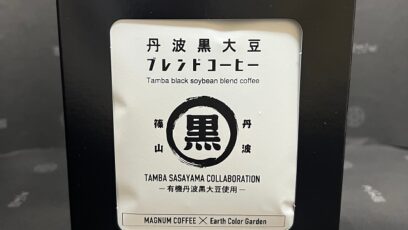 丹波黒大豆
ブレンドコーヒー
Tamba black soybean blend coffee
篠山 黒 丹波
TAMBA SASAYAMA COLLABORATION
―有機丹波黒大豆使用―
MAGNUM COFFEE × Earth Color Garden